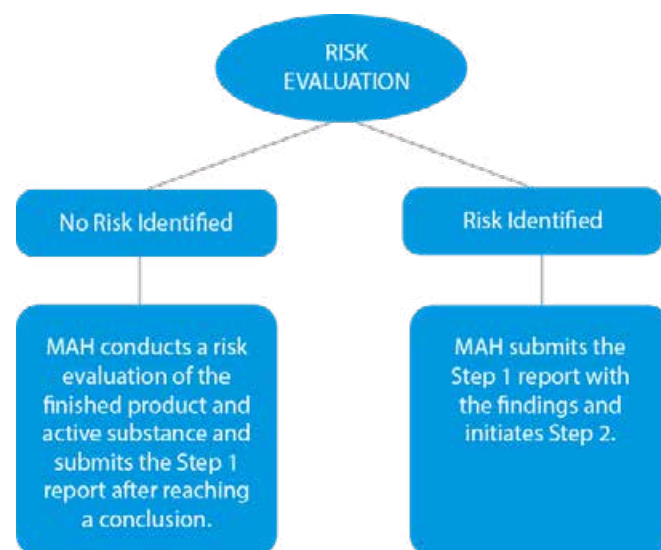 RISK
EVALUATION
No Risk Identified
Risk Identified
MAH conducts a risk
evaluation of the
finished product and
active substance and
submits the Step 1
report after reaching
a conclusion.
MAH submits the
Step 1 report with
the findings and
initiates Step 2.